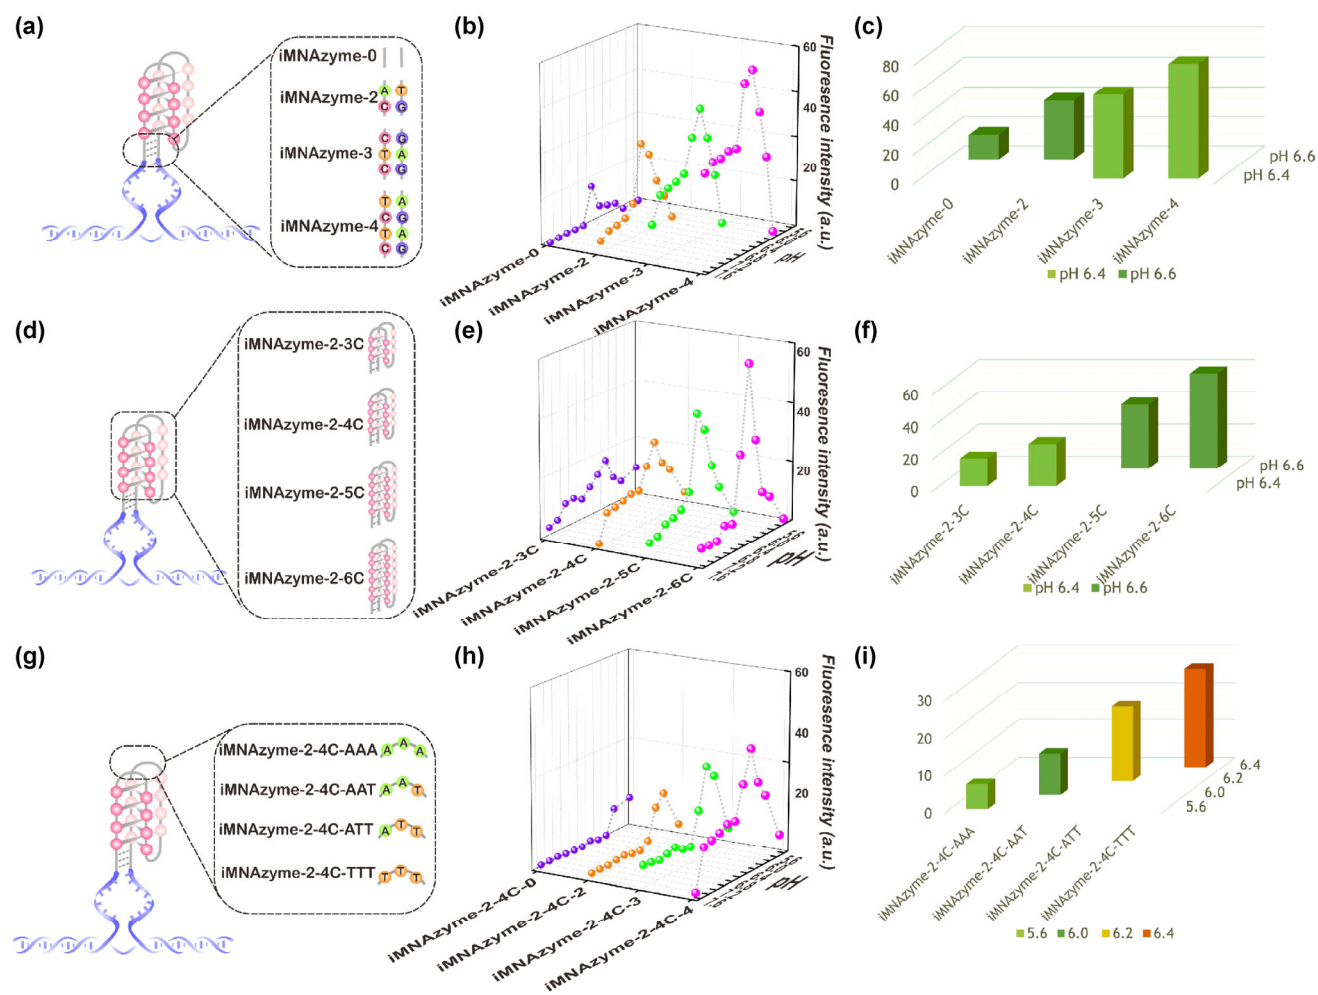 (a)
iMNAzyme-0
iMNAzyme-2
A T
C G
iMNAzyme-3
C G
T A
C G
iMNAzyme-4
T A
C G
T A
C G
(b)
60
40
20
Fluoresence intensity (a.u.)
pH
iMNAzyme-0
iMNAzyme-2
iMNAzyme-3
iMNAzyme-4
(c)
80
60
40
20
0
pH 6.6
pH 6.4
iMNAzyme-0
iMNAzyme-2
iMNAzyme-3
iMNAzyme-4
pH 6.4 pH 6.6
(d)
iMNAzyme-2-3C
iMNAzyme-2-4C
iMNAzyme-2-5C
iMNAzyme-2-6C
(e)
60
40
20
Fluoresence intensity (a.u.)
pH
iMNAzyme-2-3C
iMNAzyme-2-4C
iMNAzyme-2-5C
iMNAzyme-2-6C
(f)
60
40
20
0
pH 6.6
pH 6.4
iMNAzyme-2-3C
iMNAzyme-2-4C
iMNAzyme-2-5C
iMNAzyme-2-6C
pH 6.4 pH 6.6
(g)
iMNAzyme-2-4C-AAA A A A
iMNAzyme-2-4C-AAT A A T
iMNAzyme-2-4C-ATT A T T
iMNAzyme-2-4C-TTT T T T
(h)
60
40
20
Fluoresence intensity (a.u.)
pH
iMNAzyme-2-4C-0
iMNAzyme-2-4C-2
iMNAzyme-2-4C-3
iMNAzyme-2-4C-4
(i)
30
20
10
0
6.4
6.2
6.0
5.6
iMNAzyme-2-4C-AAA
iMNAzyme-2-4C-AAT
iMNAzyme-2-4C-ATT
iMNAzyme-2-4C-TTT
5.6 6.0 6.2 6.4